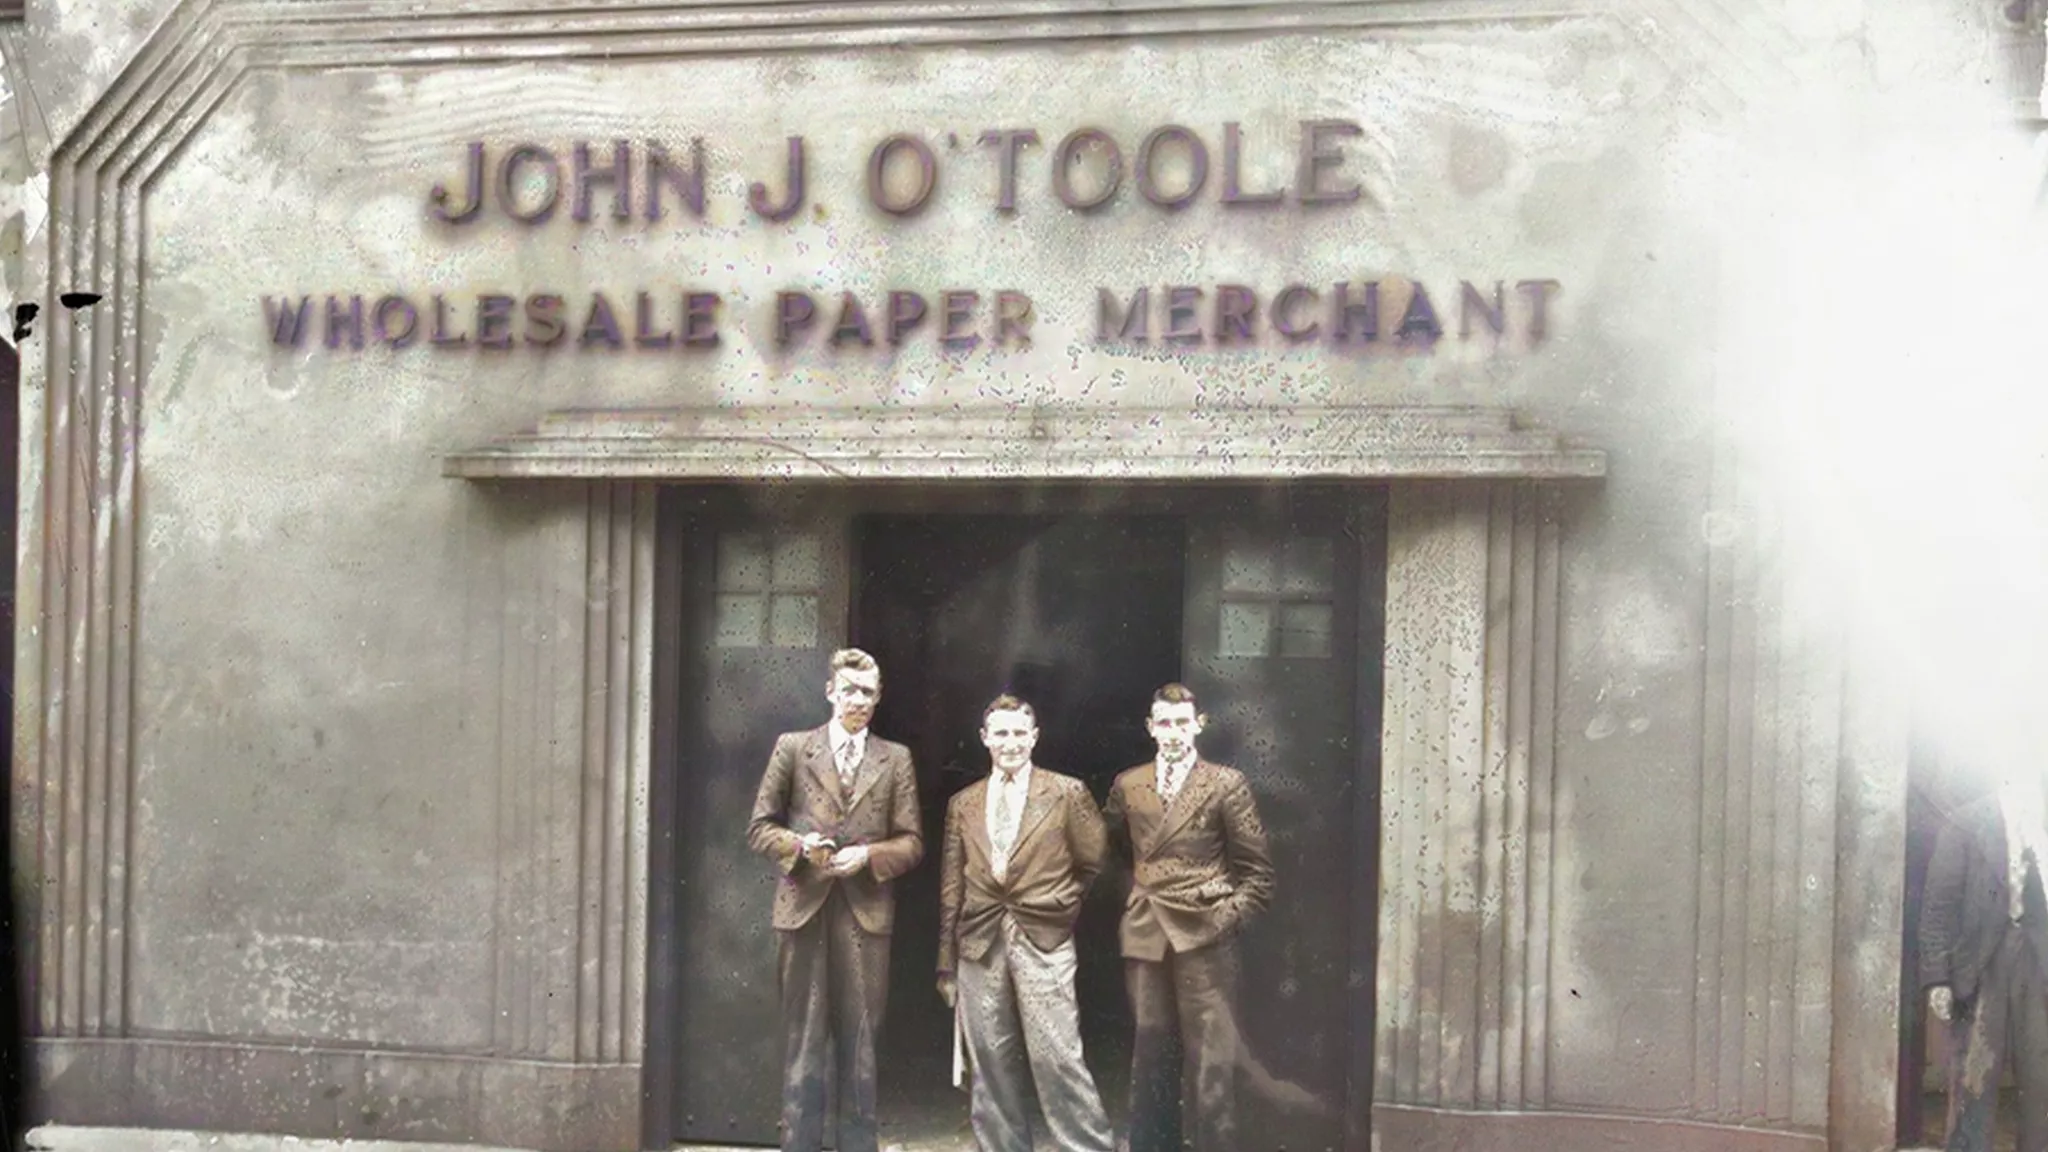 JOHN J. O'TOOLE
WHOLESALE PAPER MERCHANT